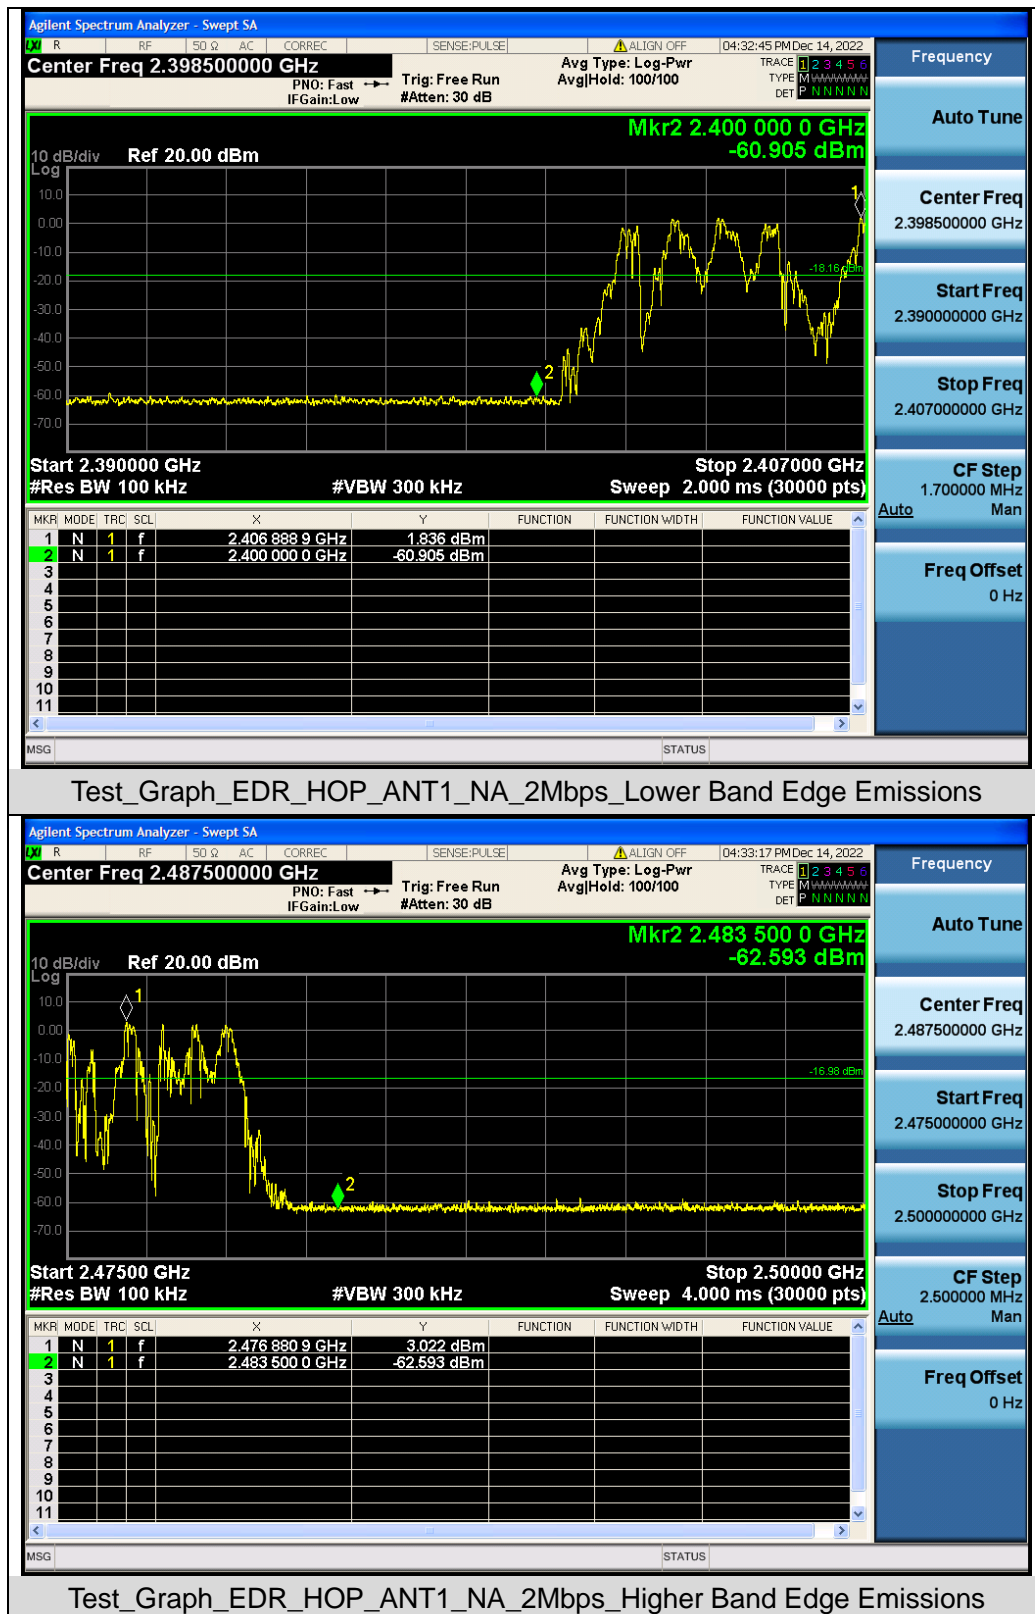 Agilent Spectrum Analyzer - Swept SA
LXI R RF 50 Ω AC CORREC SENSE:PULSE ALIGN OFF 04:32:45 PM Dec 14, 2022
Center Freq 2.398500000 GHz
PNO: Fast
IFGain:Low
Trig: Free Run
#Atten: 30 dB
Avg Type: Log-Pwr
Avg|Hold: 100/100
TRACE 1 2 3 4 5 6
TYPE M
DET P N N N N N
Mkr2 2.400 000 0 GHz
-60.905 dBm
10 dB/div Ref 20.00 dBm
Log
10.0
0.00
-10.0
-20.0
-30.0
-40.0
-50.0
-60.0
-70.0
1
-18.16 dBm
2
Start 2.390000 GHz Stop 2.407000 GHz
#Res BW 100 kHz #VBW 300 kHz Sweep 2.000 ms (30000 pts)
MKR MODE TRC SCL X Y FUNCTION FUNCTION WIDTH FUNCTION VALUE
1 N 1 f 2.406 888 9 GHz 1.836 dBm
2 N 1 f 2.400 000 0 GHz -60.905 dBm
3
4
5
6
7
8
9
10
11
MSG STATUS
Frequency
Auto Tune
Center Freq
2.398500000 GHz
Start Freq
2.390000000 GHz
Stop Freq
2.407000000 GHz
CF Step
1.700000 MHz
Auto Man
Freq Offset
0 Hz
Test_Graph_EDR_HOP_ANT1_NA_2Mbps_Lower Band Edge Emissions
Agilent Spectrum Analyzer - Swept SA
LXI R RF 50 Ω AC CORREC SENSE:PULSE ALIGN OFF 04:33:17 PM Dec 14, 2022
Center Freq 2.487500000 GHz
PNO: Fast
IFGain:Low
Trig: Free Run
#Atten: 30 dB
Avg Type: Log-Pwr
Avg|Hold: 100/100
TRACE 1 2 3 4 5 6
TYPE M
DET P N N N N N
Mkr2 2.483 500 0 GHz
-62.593 dBm
10 dB/div Ref 20.00 dBm
Log
10.0
0.00
-10.0
-20.0
-30.0
-40.0
-50.0
-60.0
-70.0
1
-16.98 dBm
2
Start 2.47500 GHz Stop 2.50000 GHz
#Res BW 100 kHz #VBW 300 kHz Sweep 4.000 ms (30000 pts)
MKR MODE TRC SCL X Y FUNCTION FUNCTION WIDTH FUNCTION VALUE
1 N 1 f 2.476 880 9 GHz 3.022 dBm
2 N 1 f 2.483 500 0 GHz -62.593 dBm
3
4
5
6
7
8
9
10
11
MSG STATUS
Frequency
Auto Tune
Center Freq
2.487500000 GHz
Start Freq
2.475000000 GHz
Stop Freq
2.500000000 GHz
CF Step
2.500000 MHz
Auto Man
Freq Offset
0 Hz
Test_Graph_EDR_HOP_ANT1_NA_2Mbps_Higher Band Edge Emissions